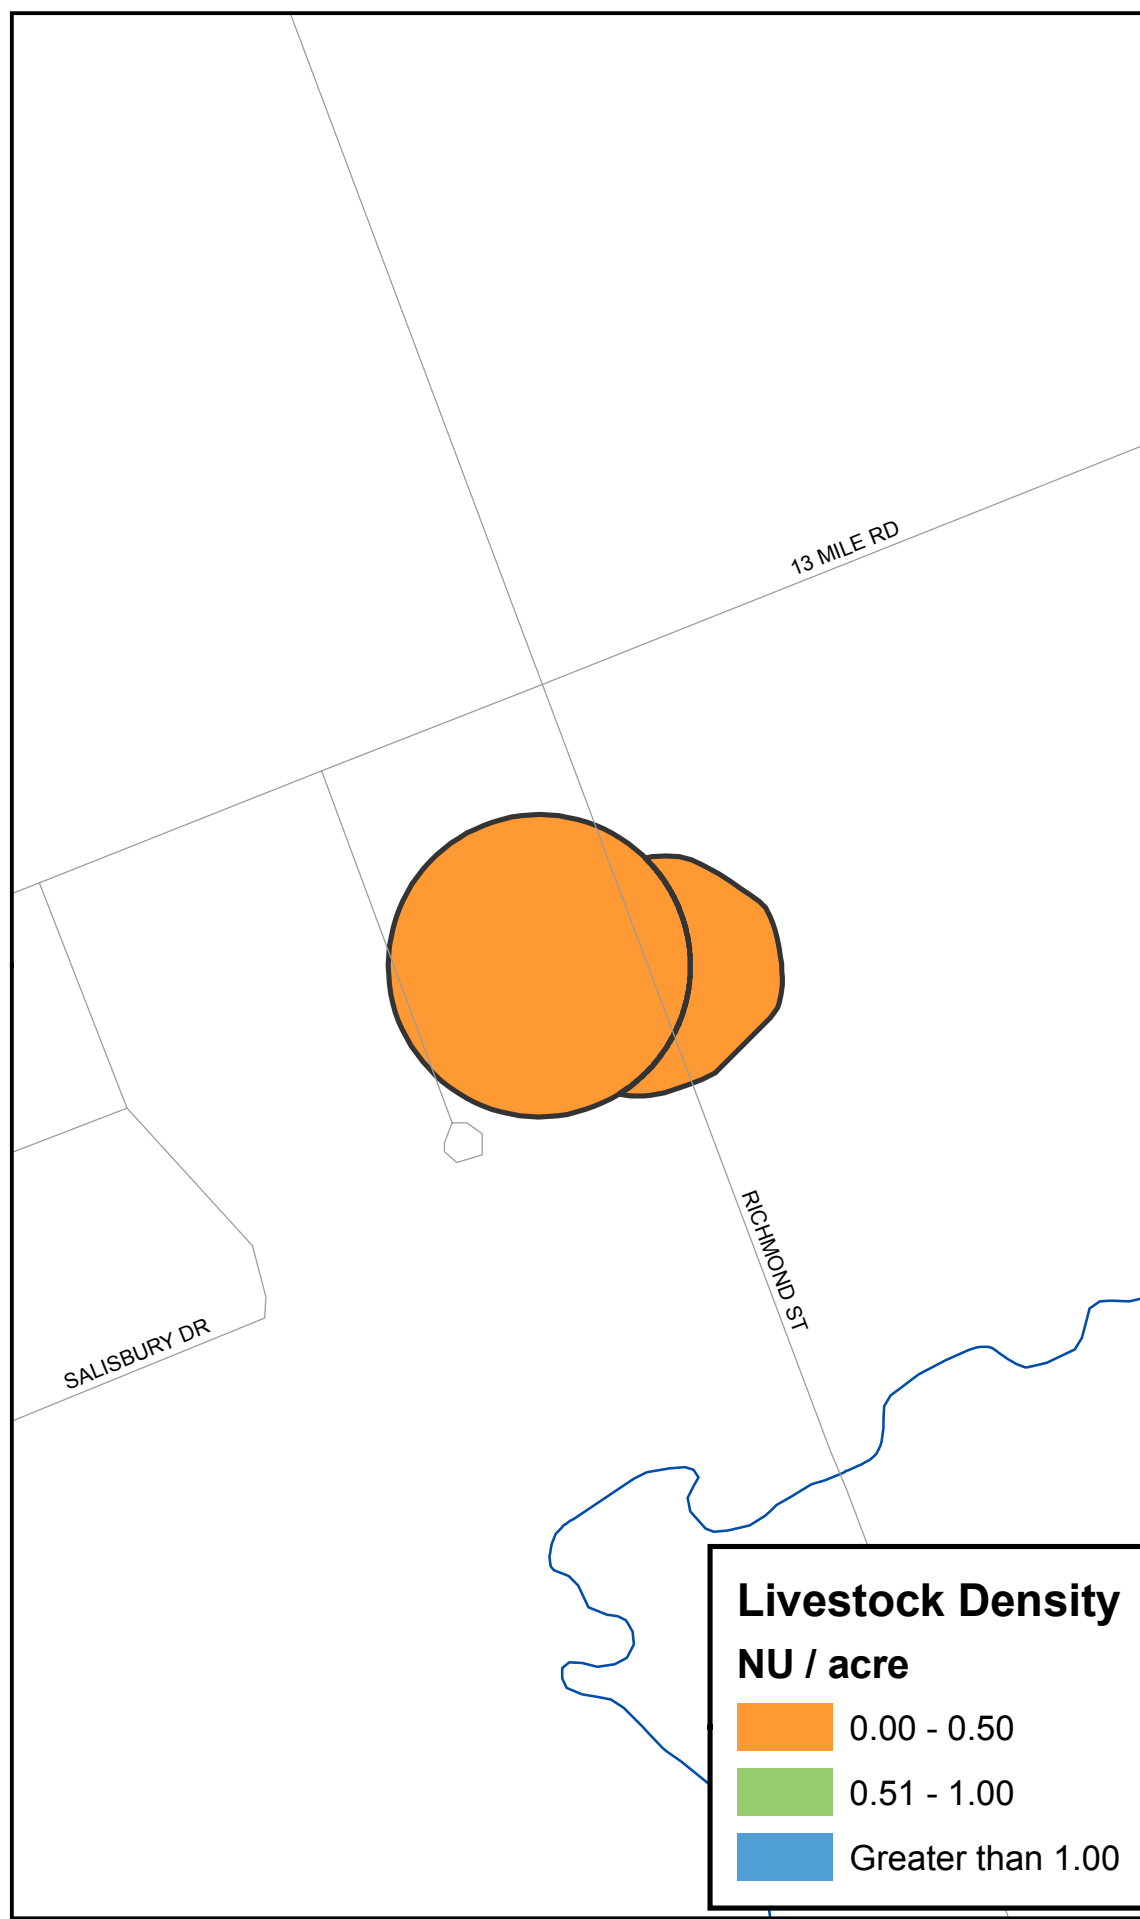 13 MILE RD
RICHMOND ST
SALISBURY DR
Livestock Density
NU / acre
0.00 - 0.50
0.51 - 1.00
Greater than 1.00